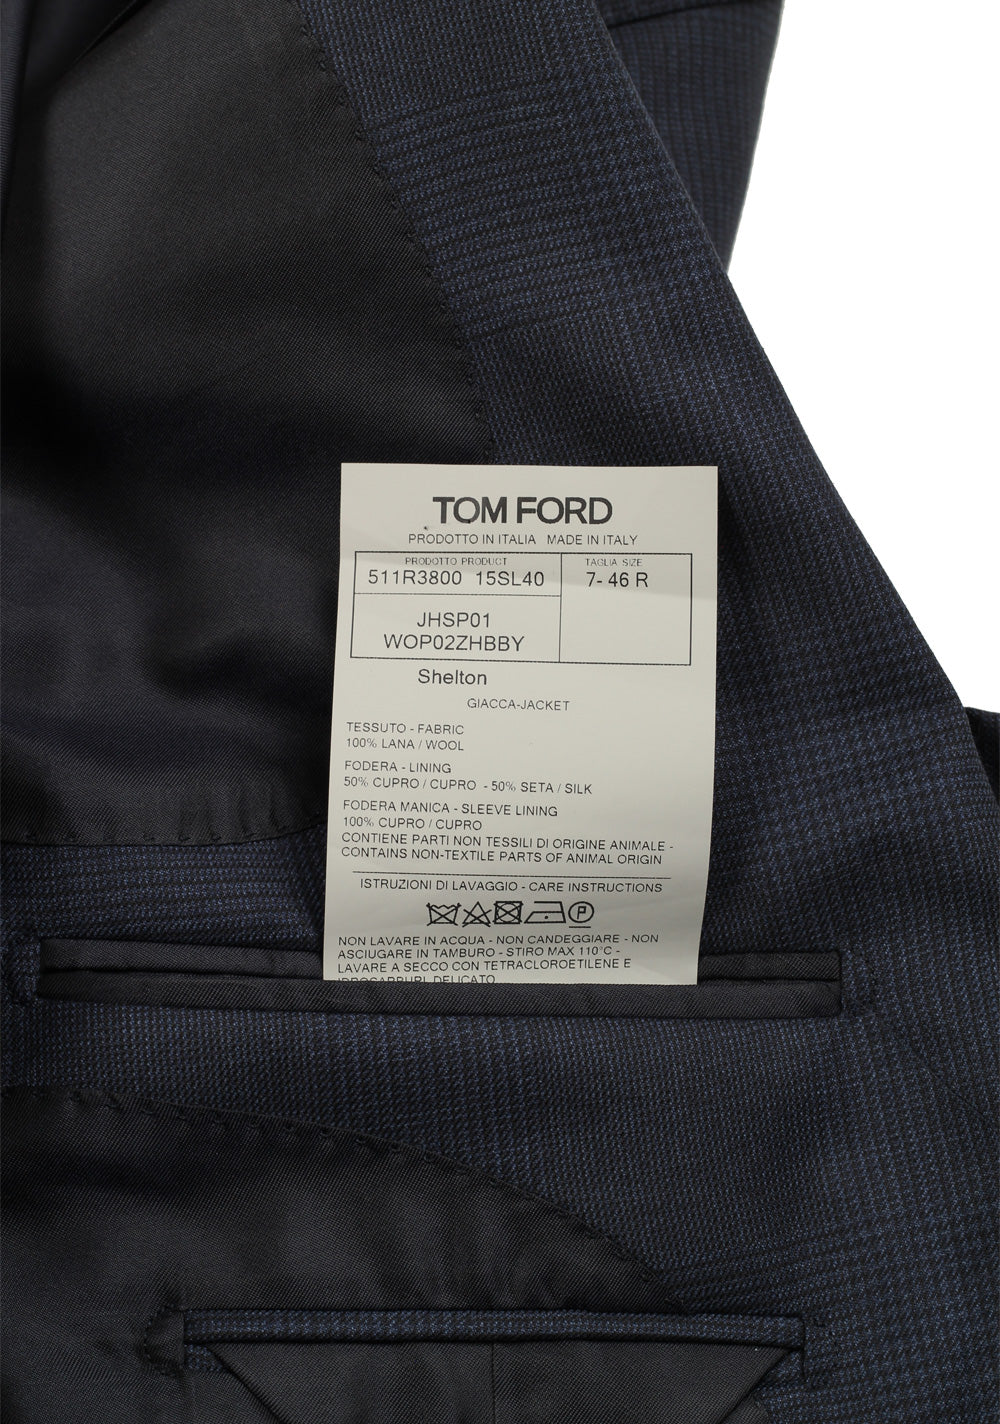 TOM FORD
PRODOTTO IN ITALIA MADE IN ITALY
PRODOTTO PRODUCT
511R3800 15SL40
TAGLIA SIZE
7- 46 R
JHSP01
WOP02ZHBBY
Shelton
GIACCA-JACKET
TESSUTO - FABRIC
100% LANA / WOOL
FODERA - LINING
50% CUPRO / CUPRO - 50% SETA / SILK
FODERA MANICA - SLEEVE LINING
100% CUPRO / CUPRO
CONTIENE PARTI NON TESSILI DI ORIGINE ANIMALE -
CONTAINS NON-TEXTILE PARTS OF ANIMAL ORIGIN
ISTRUZIONI DI LAVAGGIO - CARE INSTRUCTIONS
P
NON LAVARE IN ACQUA - NON CANDEGGIARE - NON
ASCIUGARE IN TAMBURO - STIRO MAX 110°C -
LAVARE A SECCO CON TETRACLOROETILENE E
IDROCARBURI DELICATO